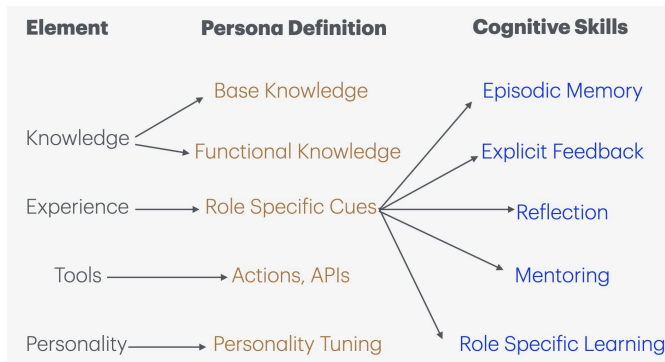 Element Persona Definition Cognitive Skills
Base Knowledge Episodic Memory
Knowledge
Functional Knowledge Explicit Feedback
Experience Role Specific Cues Reflection
Tools Actions, APIs Mentoring
Personality Personality Tuning Role Specific Learning